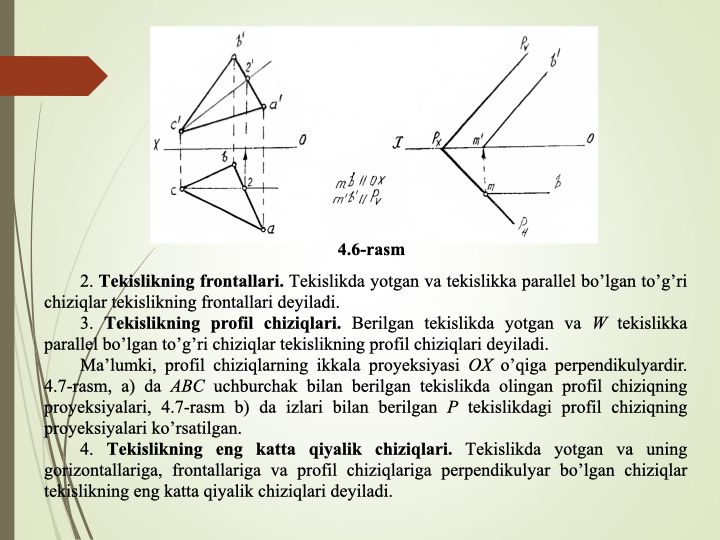 b' P_V b'
2'
a'
c'
X O X P_X m' O
b
c 2 m b
mb // OX
m'b' // P_V
a P_H
4.6-rasm
2. Tekislikning frontallari. Tekislikda yotgan va tekislikka parallel bo’lgan to’g’ri
chiziqlar tekislikning frontallari deyiladi.
3. Tekislikning profil chiziqlari. Berilgan tekislikda yotgan va W tekislikka
parallel bo’lgan to’g’ri chiziqlar tekislikning profil chiziqlari deyiladi.
Ma’lumki, profil chiziqlarning ikkala proyeksiyasi OX o’qiga perpendikulyardir.
4.7-rasm, a) da ABC uchburchak bilan berilgan tekislikda olingan profil chiziqning
proyeksiyalari, 4.7-rasm b) da izlari bilan berilgan P tekislikdagi profil chiziqning
proyeksiyalari ko’rsatilgan.
4. Tekislikning eng katta qiyalik chiziqlari. Tekislikda yotgan va uning
gorizontallariga, frontallariga va profil chiziqlariga perpendikulyar bo’lgan chiziqlar
tekislikning eng katta qiyalik chiziqlari deyiladi.